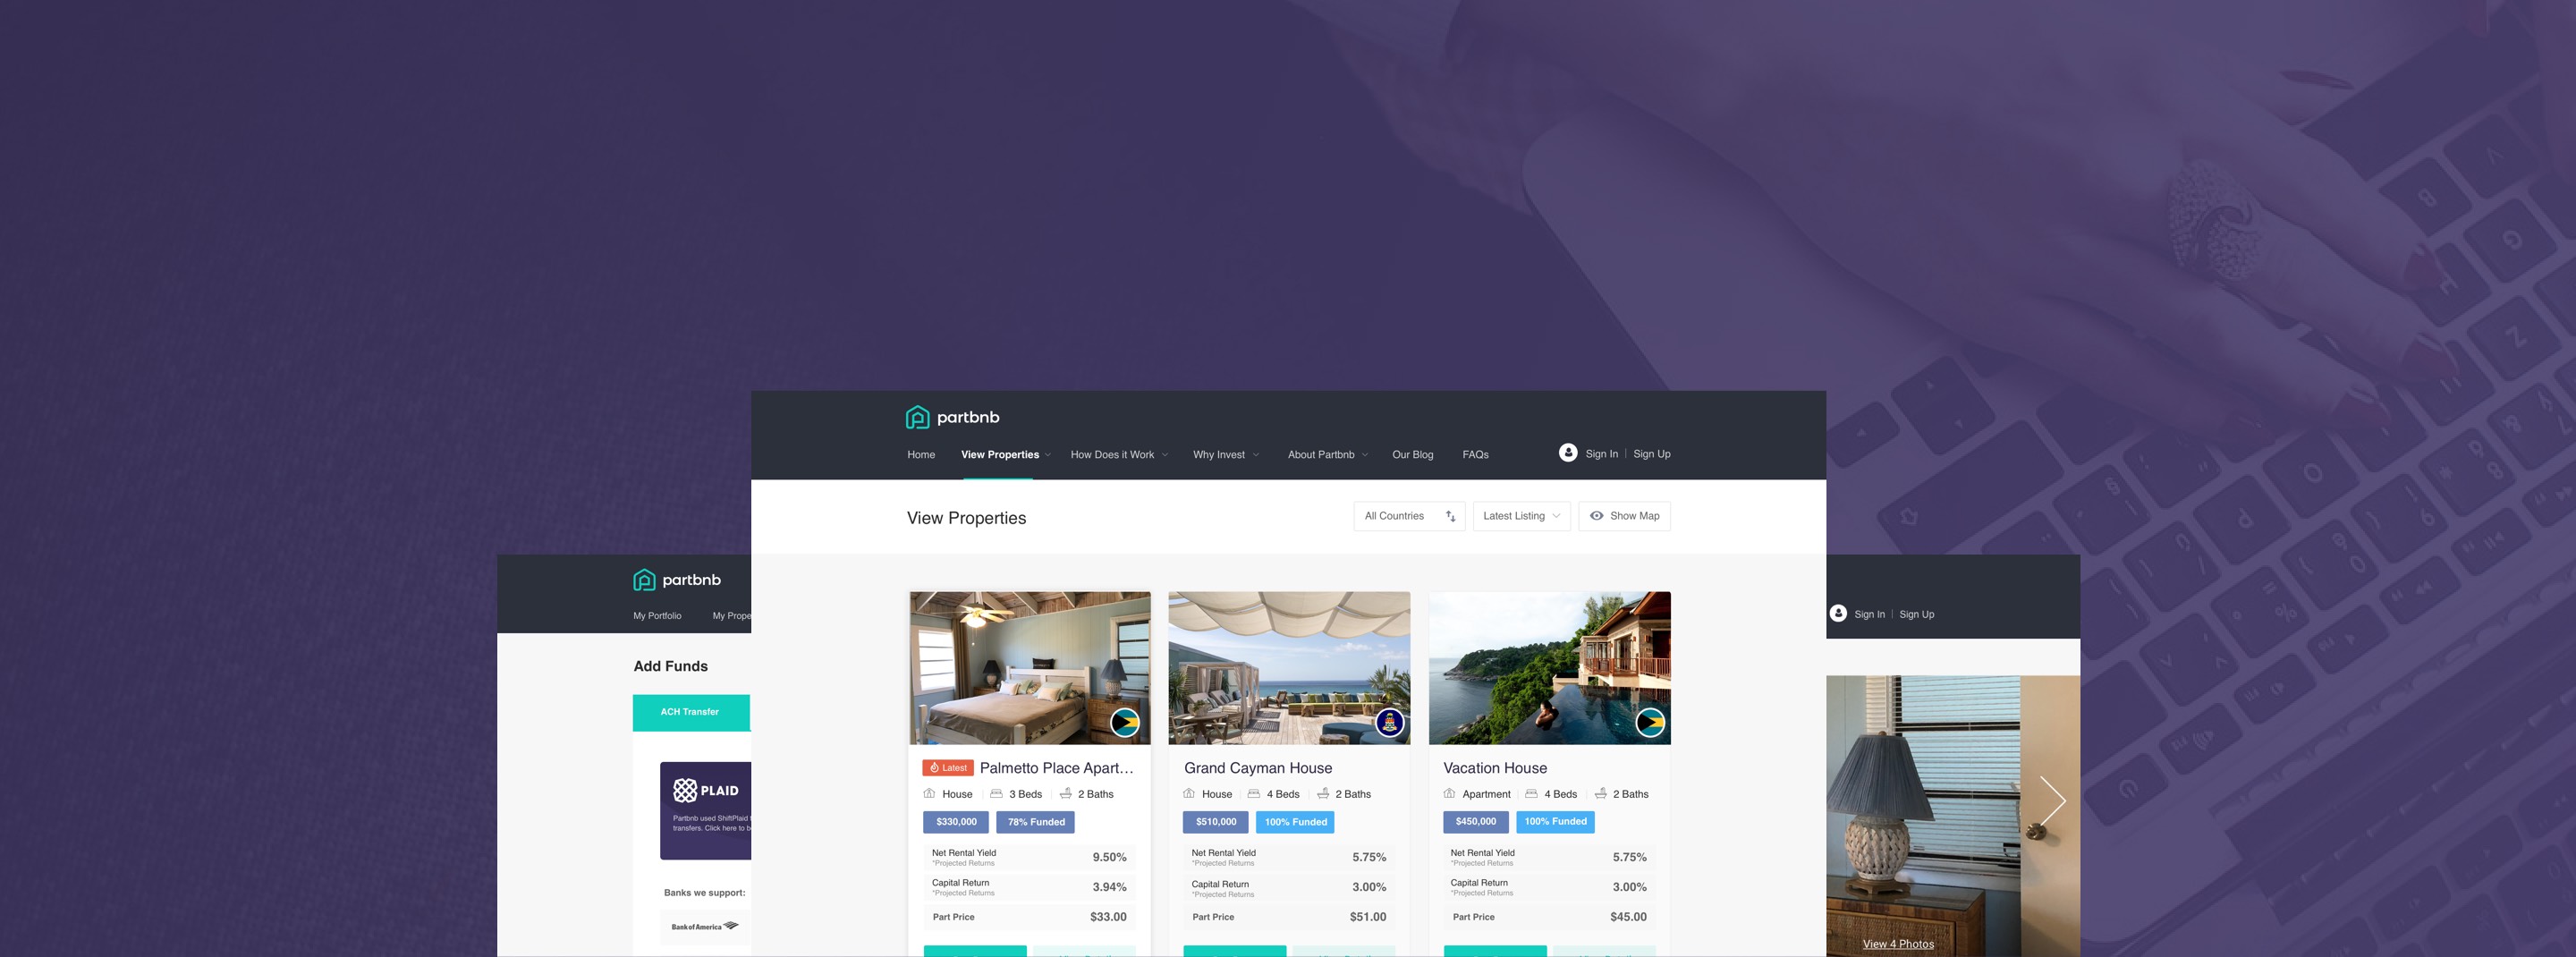 partbnb
Home View Properties How Does it Work Why Invest About Partbnb Our Blog FAQs Sign In | Sign Up
View Properties
All Countries Latest Listing Show Map
Latest Palmetto Place Apart...
House 3 Beds 2 Baths
$330,000 78% Funded
Net Rental Yield 9.50%
*Projected Returns
Capital Return 3.94%
*Projected Returns
Part Price $33.00
Grand Cayman House
House 4 Beds 2 Baths
$510,000 100% Funded
Net Rental Yield 5.75%
*Projected Returns
Capital Return 3.00%
*Projected Returns
Part Price $51.00
Vacation House
Apartment 4 Beds 2 Baths
$450,000 100% Funded
Net Rental Yield 5.75%
*Projected Returns
Capital Return 3.00%
*Projected Returns
Part Price $45.00
partbnb
My Portfolio My Prope
Add Funds
ACH Transfer
PLAID
Partbnb used ShiftPlaid
transfers. Click here to b
Banks we support:
Bank of America
Sign In | Sign Up
View 4 Photos